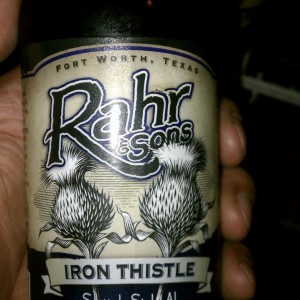 FORT WORTH, TEXAS
Rahr
& Sons
IRON THISTLE